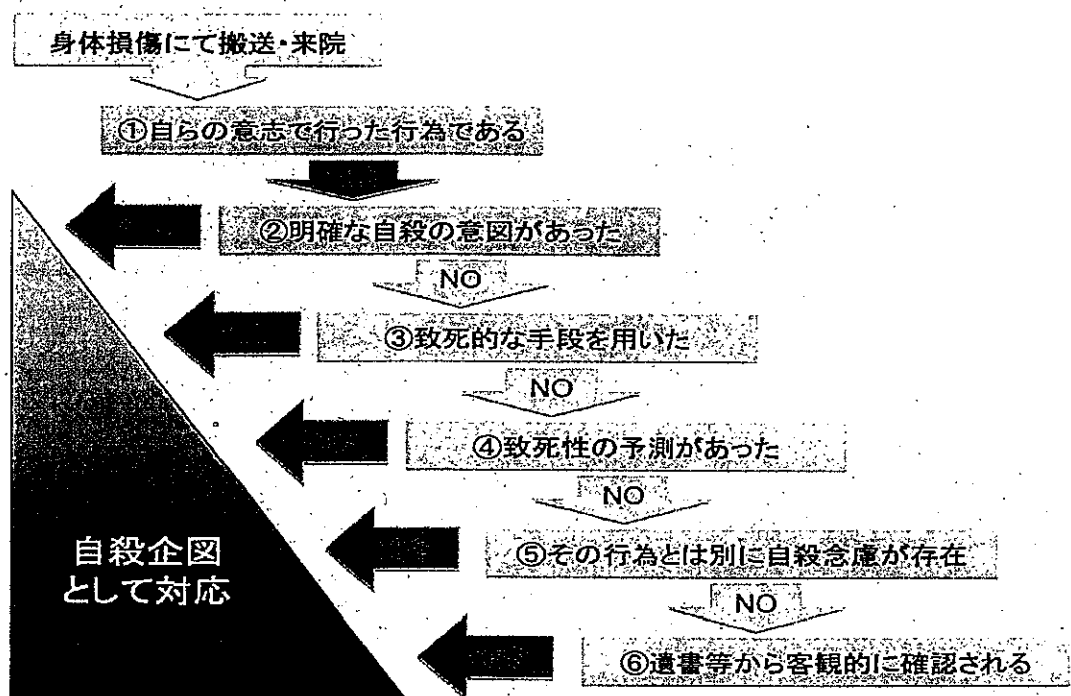 身体損傷にて搬送・来院
①自らの意志で行った行為である
②明確な自殺の意図があった
NO
③致死的な手段を用いた
NO
④致死性の予測があった
NO
⑤その行為とは別に自殺念慮が存在
NO
⑥遺書等から客観的に確認される
自殺企図
として対応